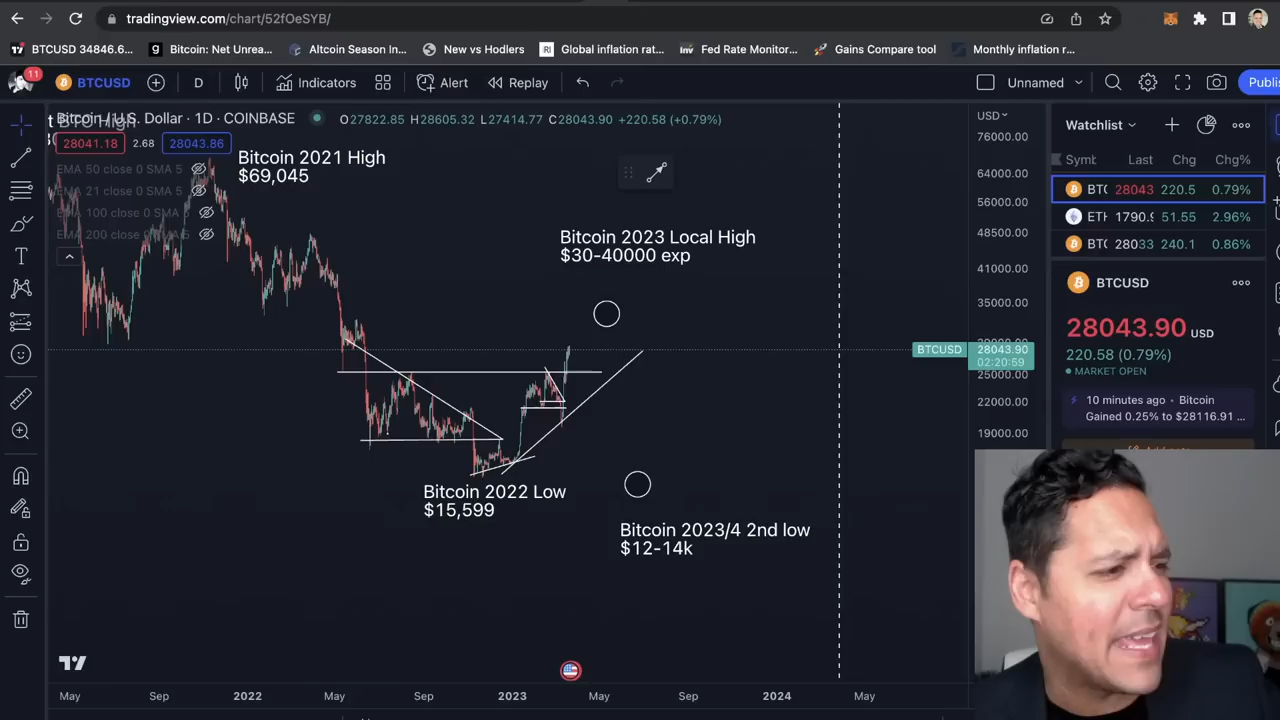 tradingview.com/chart/52fOeSYB/
BTCUSD 34846.6... Bitcoin: Net Unrea... Altcoin Season In... New vs Hodlers Global inflation rat... Fed Rate Monitor... Gains Compare tool Monthly inflation r...
11 BTCUSD D Indicators Alert Replay Unnamed Publi
Bitcoin / U.S. Dollar · 1D · COINBASE O27822.85 H28605.32 L27414.77 C28043.90 +220.58 (+0.79%)
28041.18 2.68 28043.86
EMA 50 close 0 SMA 5
EMA 21 close 0 SMA 5
EMA 100 close 0 SMA 5
EMA 200 close 0 SMA 5
Bitcoin 2021 High
$69,045
Bitcoin 2023 Local High
$30-40000 exp
Bitcoin 2022 Low
$15,599
Bitcoin 2023/4 2nd low
$12-14k
USD
76000.00
64000.00
56000.00
48500.00
41000.00
35000.00
BTCUSD 28043.90
02:20:59
25000.00
22000.00
19000.00
May Sep 2022 May Sep 2023 May Sep 2024 May
Watchlist
Symb Last Chg Chg%
BTC 28043 220.5 0.79%
ETH 1790.9 51.55 2.96%
BTC 28033 240.1 0.86%
BTCUSD
28043.90 USD
220.58 (0.79%)
MARKET OPEN
10 minutes ago · Bitcoin
Gained 0.25% to $28116.91 ...